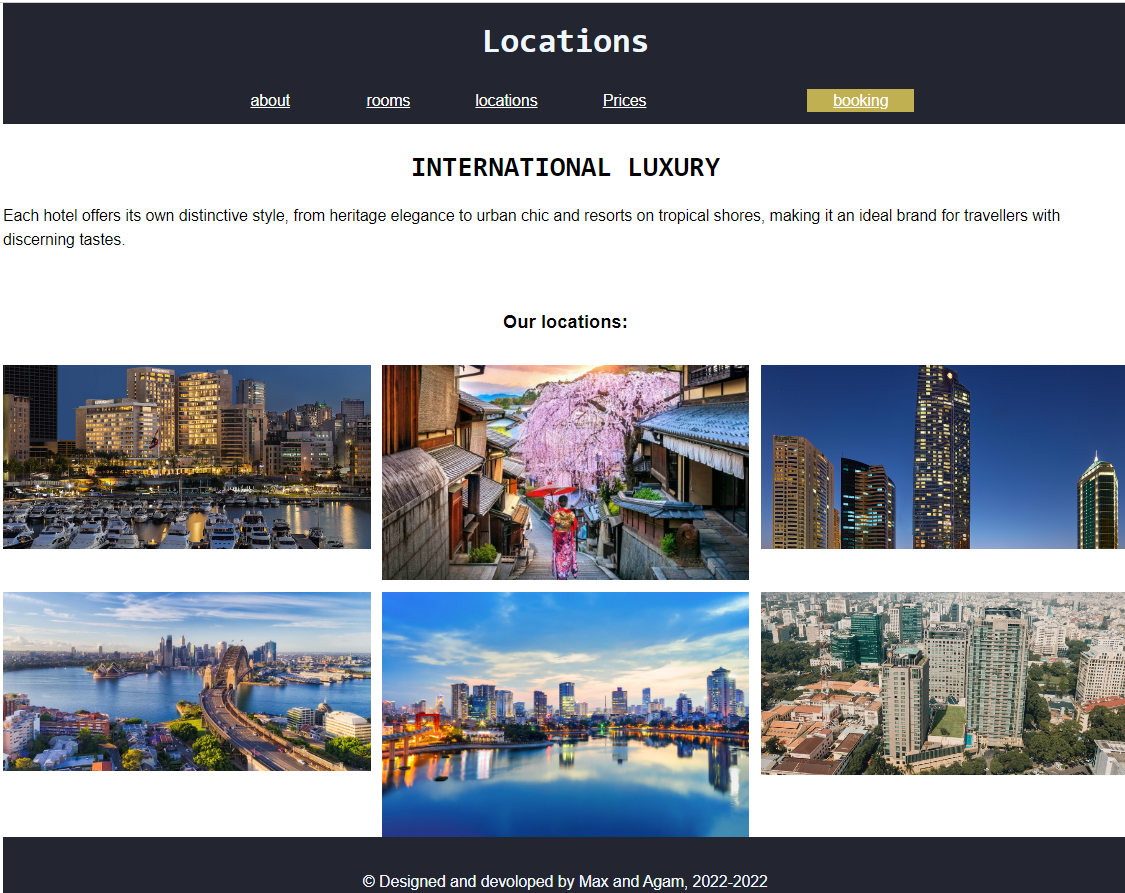 Locations
about rooms locations Prices booking
INTERNATIONAL LUXURY
Each hotel offers its own distinctive style, from heritage elegance to urban chic and resorts on tropical shores, making it an ideal brand for travellers with
discerning tastes.
Our locations:
© Designed and devoloped by Max and Agam, 2022-2022